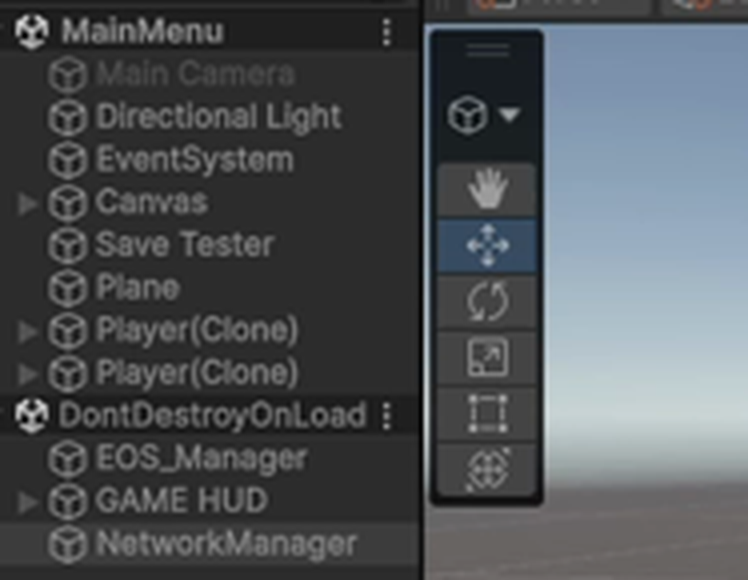 MainMenu
Main Camera
Directional Light
EventSystem
Canvas
Save Tester
Plane
Player(Clone)
Player(Clone)
DontDestroyOnLoad
EOS_Manager
GAME HUD
NetworkManager